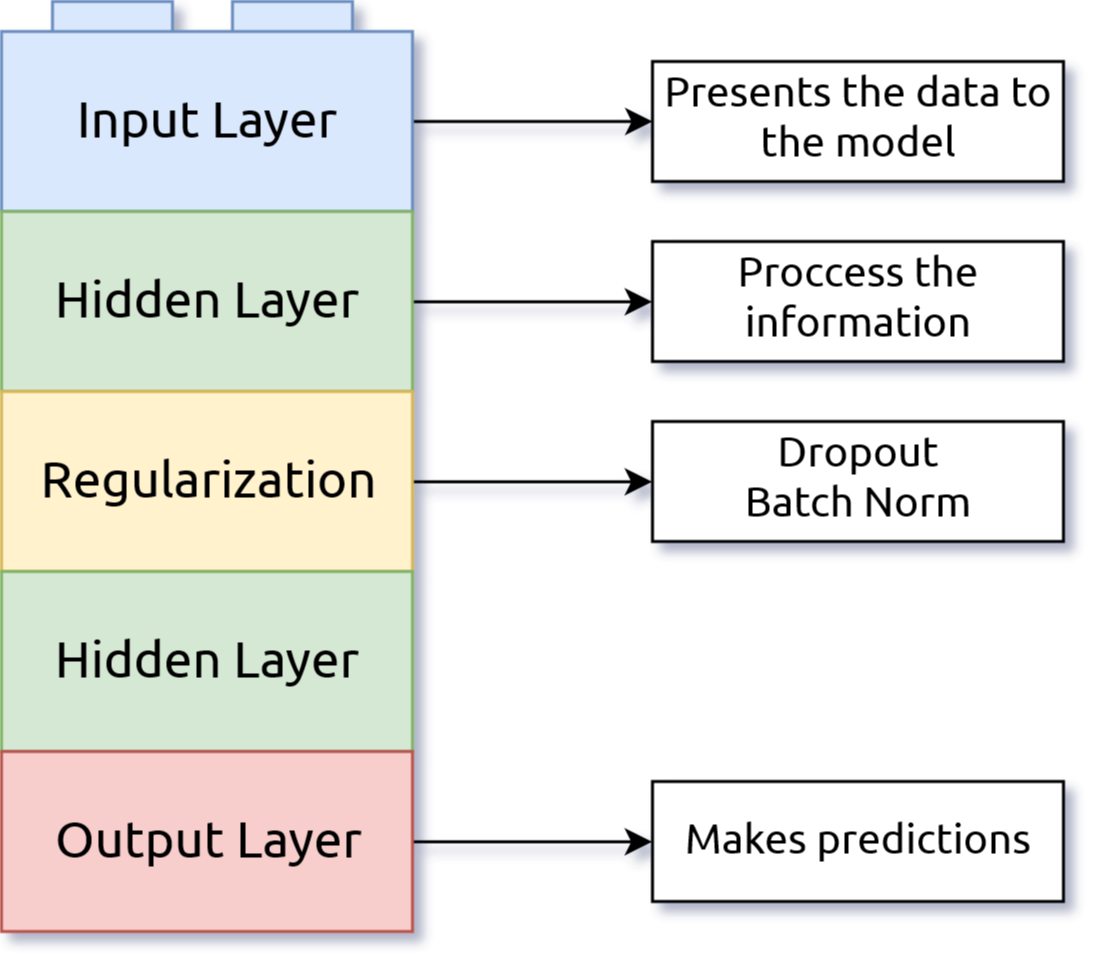 Input Layer
Presents the data to
the model
Hidden Layer
Proccess the
information
Regularization
Dropout
Batch Norm
Hidden Layer
Output Layer
Makes predictions